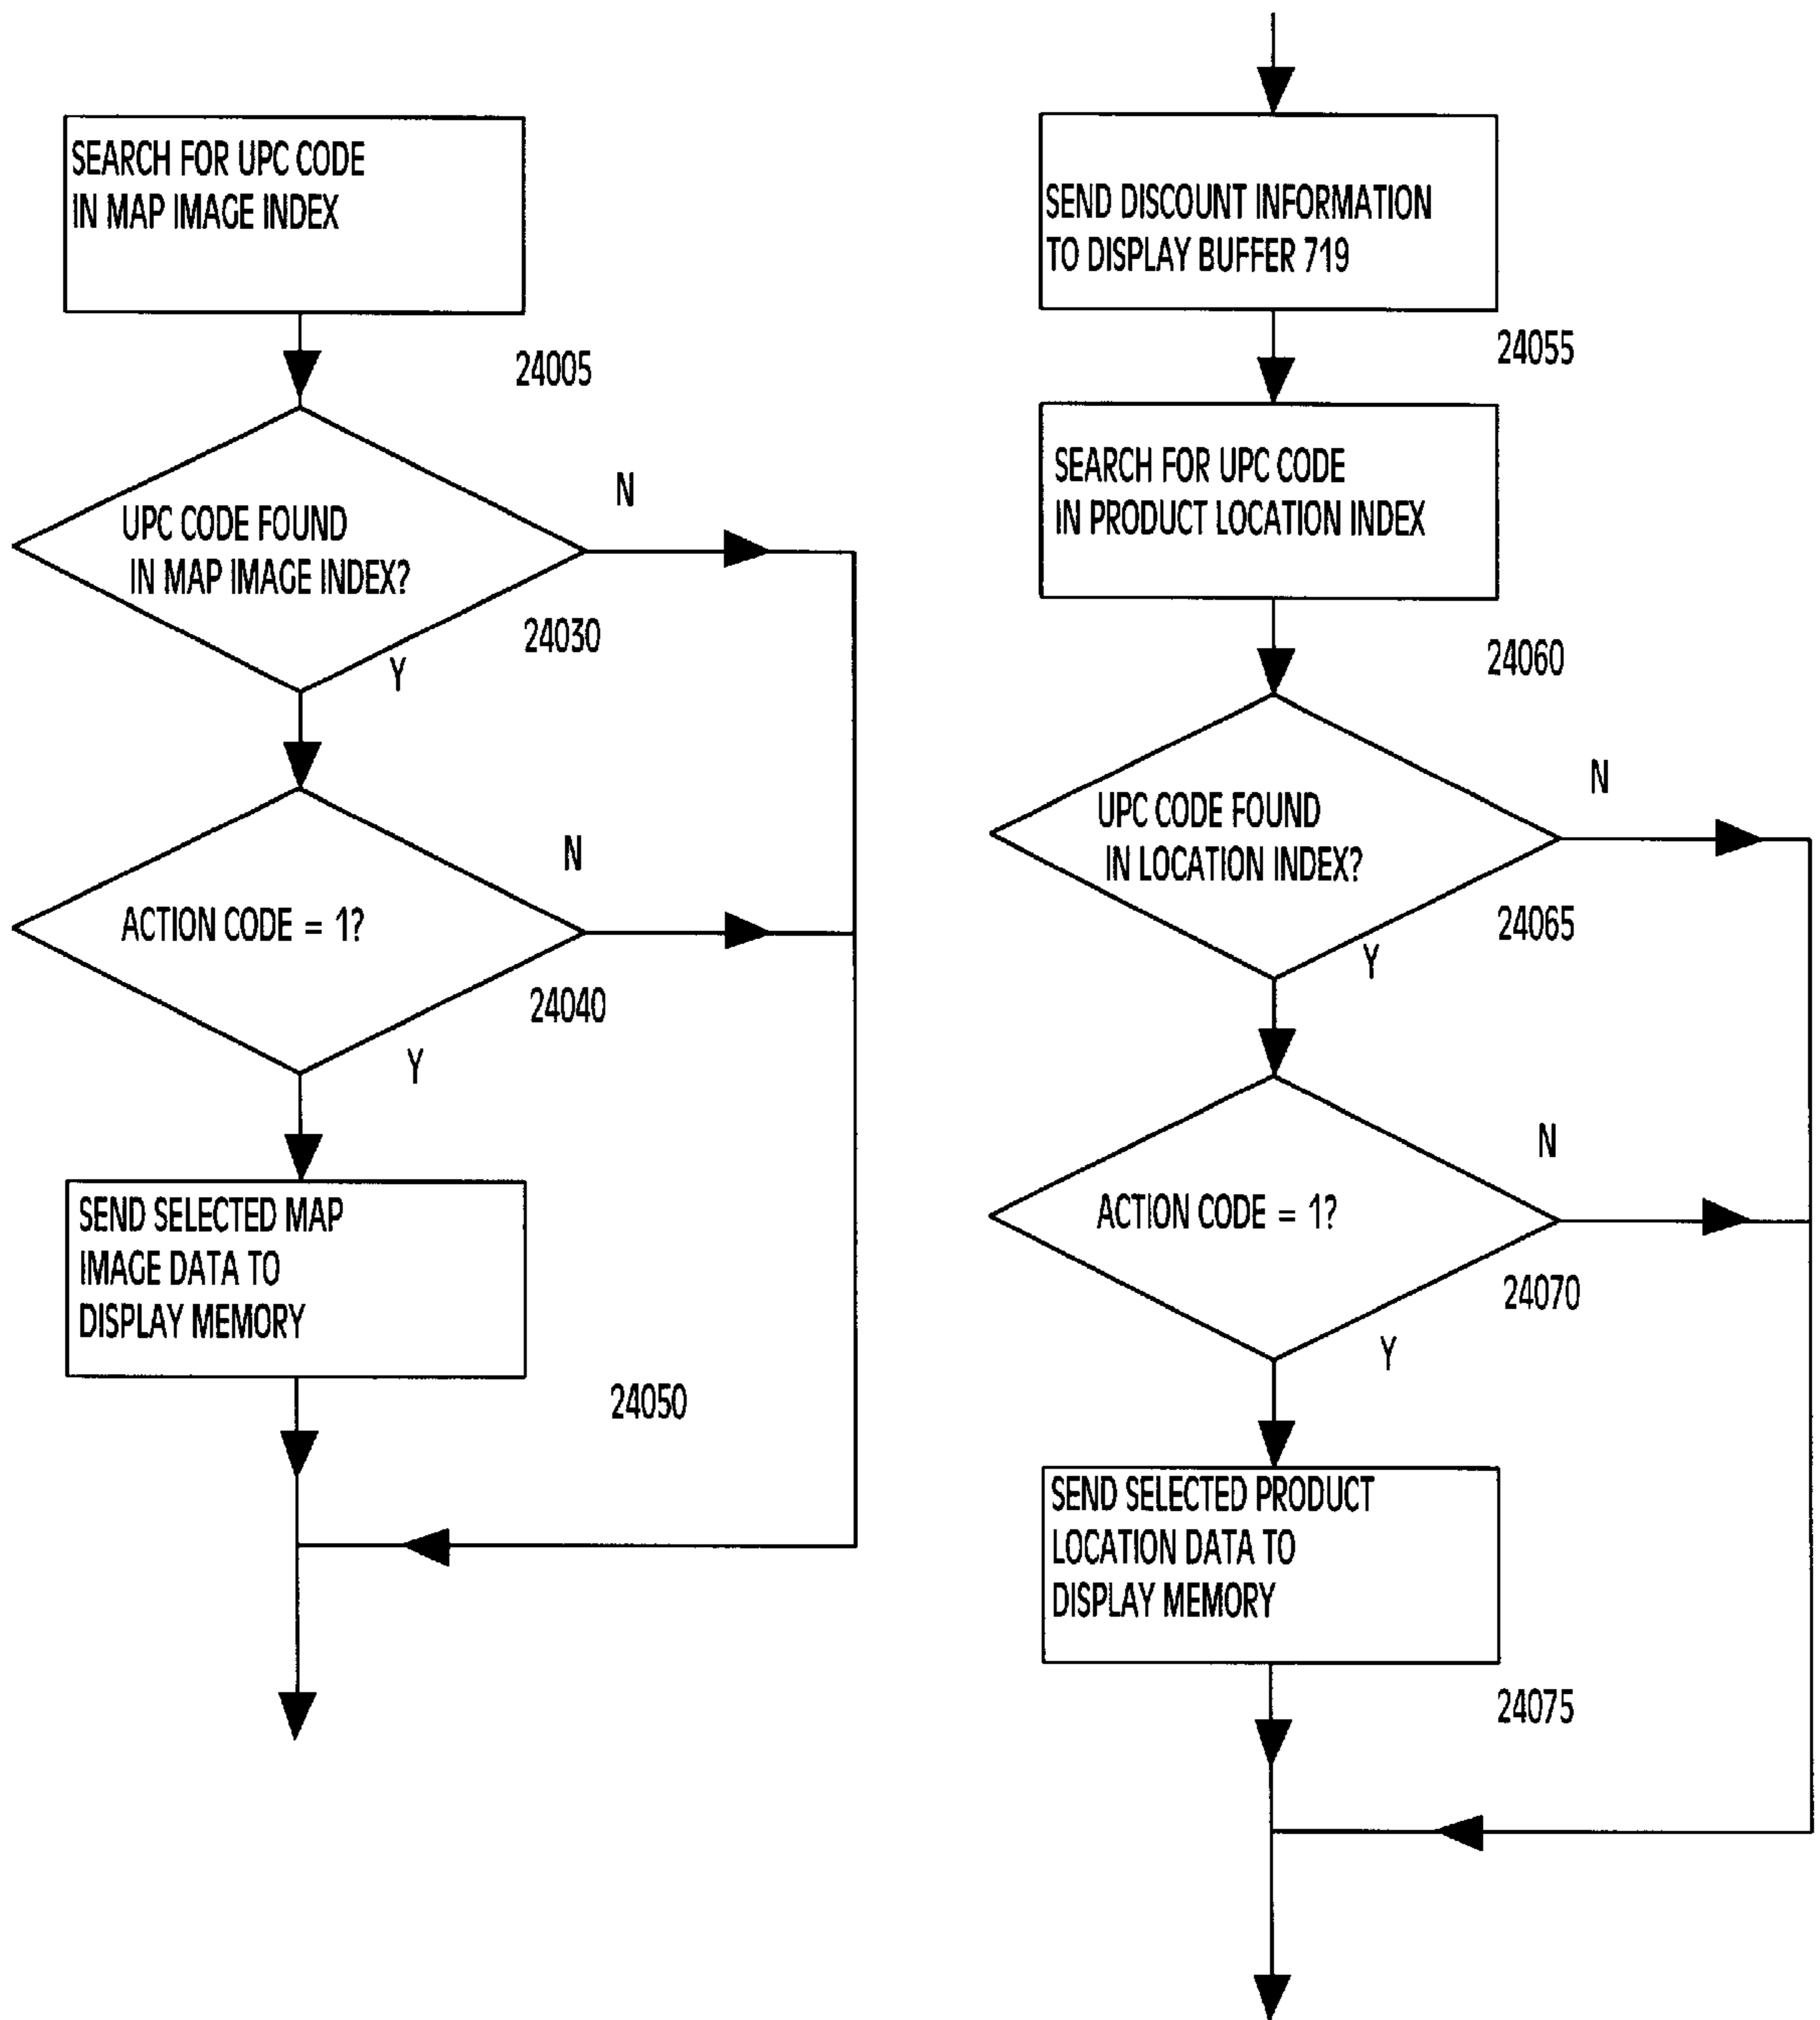 SEARCH FOR UPC CODE
IN MAP IMAGE INDEX
24005
UPC CODE FOUND
IN MAP IMAGE INDEX?
N
24030
Y
ACTION CODE = 1?
N
24040
Y
SEND SELECTED MAP
IMAGE DATA TO
DISPLAY MEMORY
24050
SEND DISCOUNT INFORMATION
TO DISPLAY BUFFER 719
24055
SEARCH FOR UPC CODE
IN PRODUCT LOCATION INDEX
24060
UPC CODE FOUND
IN LOCATION INDEX?
N
24065
Y
ACTION CODE = 1?
N
24070
Y
SEND SELECTED PRODUCT
LOCATION DATA TO
DISPLAY MEMORY
24075